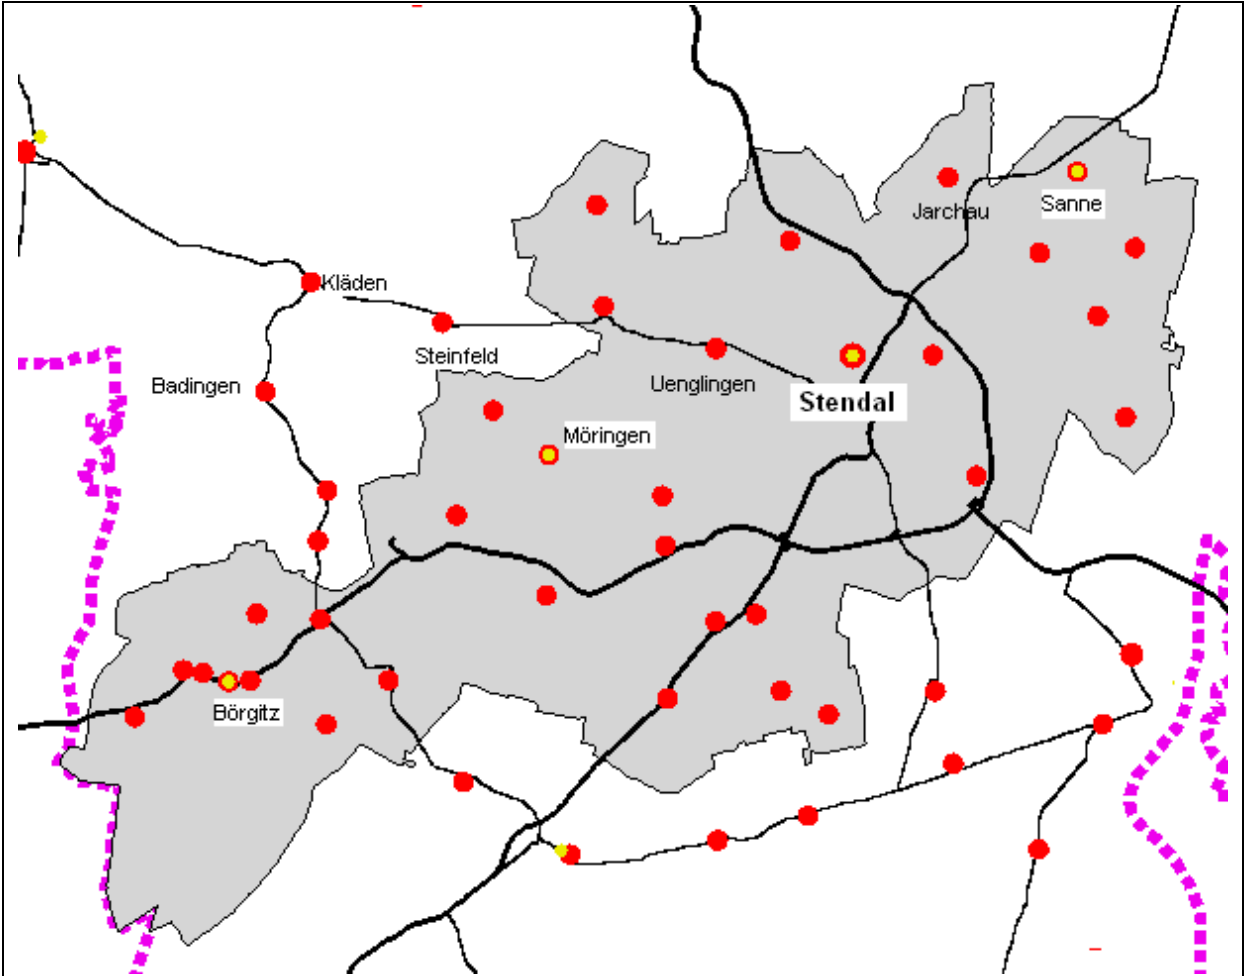 Jarchau
Sanne
Kläden
Steinfeld
Badingen
Uenglingen
Stendal
Möringen
Börgitz